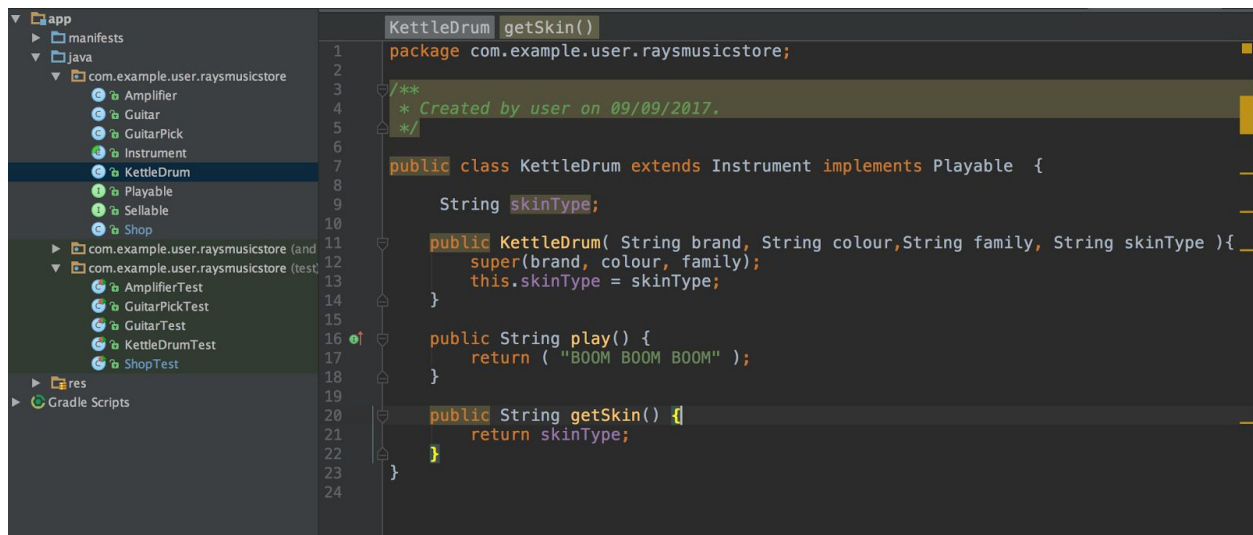 app
manifests
java
com.example.user.raysmusicstore
Amplifier
Guitar
GuitarPick
Instrument
KettleDrum
Playable
Sellable
Shop
com.example.user.raysmusicstore (and
com.example.user.raysmusicstore (test)
AmplifierTest
GuitarPickTest
GuitarTest
KettleDrumTest
ShopTest
res
Gradle Scripts
KettleDrum getSkin()
1 package com.example.user.raysmusicstore;
2
3 /**
4 * Created by user on 09/09/2017.
5 */
6
7 public class KettleDrum extends Instrument implements Playable {
8
9 String skinType;
10
11 public KettleDrum( String brand, String colour,String family, String skinType ){
12 super(brand, colour, family);
13 this.skinType = skinType;
14 }
15
16 public String play() {
17 return ( "BOOM BOOM BOOM" );
18 }
19
20 public String getSkin() {
21 return skinType;
22 }
23 }
24